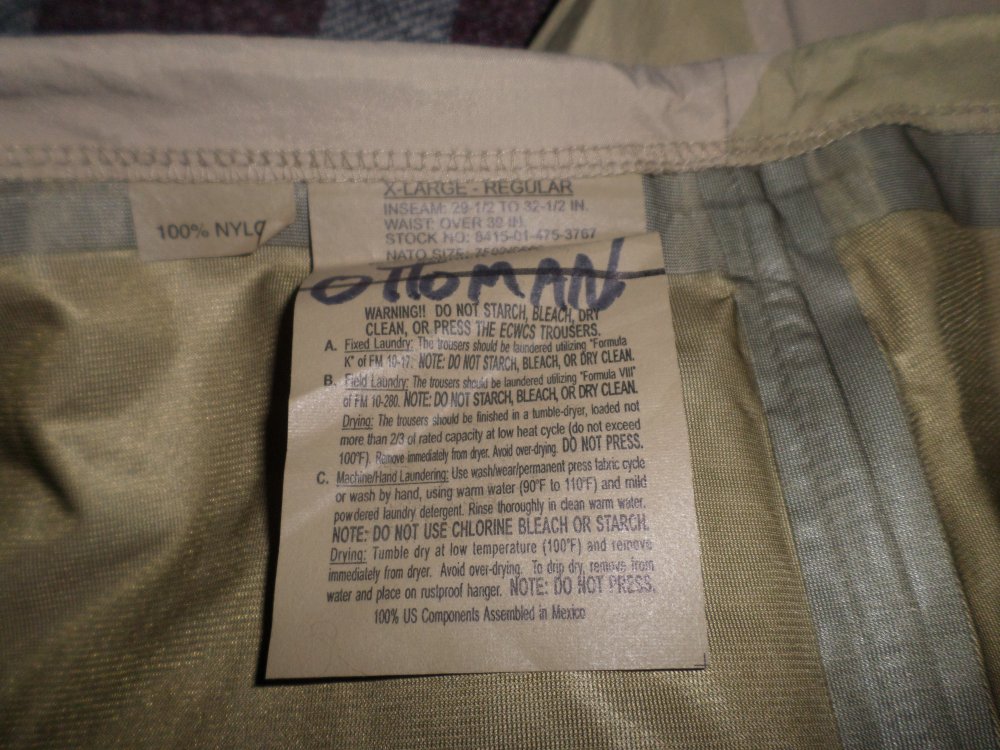 100% NYLO
X-LARGE - REGULAR
INSEAM: 29-1/2 TO 32-1/2 IN.
WAIST: OVER 39 IN.
STOCK NO: 8415-01-475-3767
NATO SIZE:
OTTOMAN
WARNING!! DO NOT STARCH, BLEACH, DRY
CLEAN, OR PRESS THE ECWCS TROUSERS.
A. Fixed Laundry: The trousers should be laundered utilizing "Formula
K" of FM 10-17. NOTE: DO NOT STARCH, BLEACH, OR DRY CLEAN.
B. Field Laundry: The trousers should be laundered utilizing "Formula VIII"
of FM 10-280. NOTE: DO NOT STARCH, BLEACH, OR DRY CLEAN.
Drying: The trousers should be finished in a tumble-dryer, loaded not
more than 2/3 of rated capacity at low heat cycle (do not exceed
100°F). Remove immediately from dryer. Avoid over-drying. DO NOT PRESS.
C. Machine/Hand Laundering: Use wash/wear/permanent press fabric cycle
or wash by hand, using warm water (90°F to 110°F) and mild
powdered laundry detergent. Rinse thoroughly in clean warm water.
NOTE: DO NOT USE CHLORINE BLEACH OR STARCH.
Drying: Tumble dry at low temperature (100°F) and remove
immediately from dryer. Avoid over-drying. To drip dry, remove from
water and place on rustproof hanger. NOTE: DO NOT PRESS.
100% US Components Assembled in Mexico